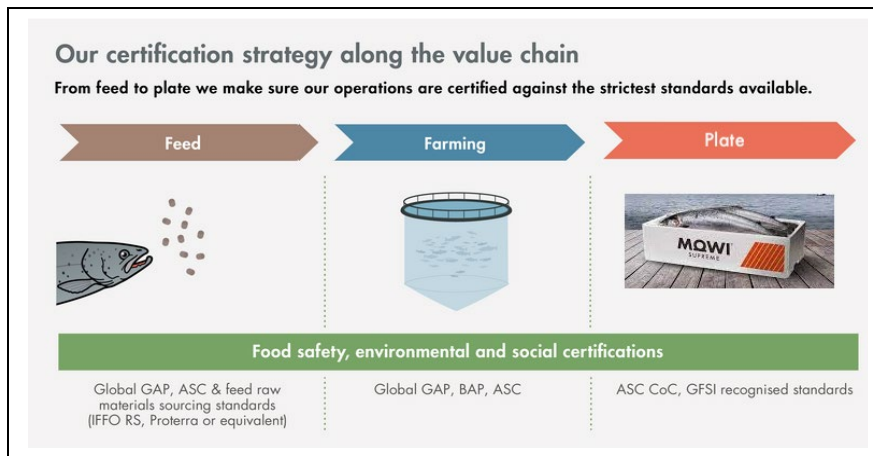 Our certification strategy along the value chain
From feed to plate we make sure our operations are certified against the strictest standards available.
Feed
Farming
Plate
MOWI
SUPREME
Food safety, environmental and social certifications
Global GAP, ASC & feed raw
materials sourcing standards
(IFFO RS, Proterra or equivalent)
Global GAP, BAP, ASC
ASC CoC, GFSI recognised standards